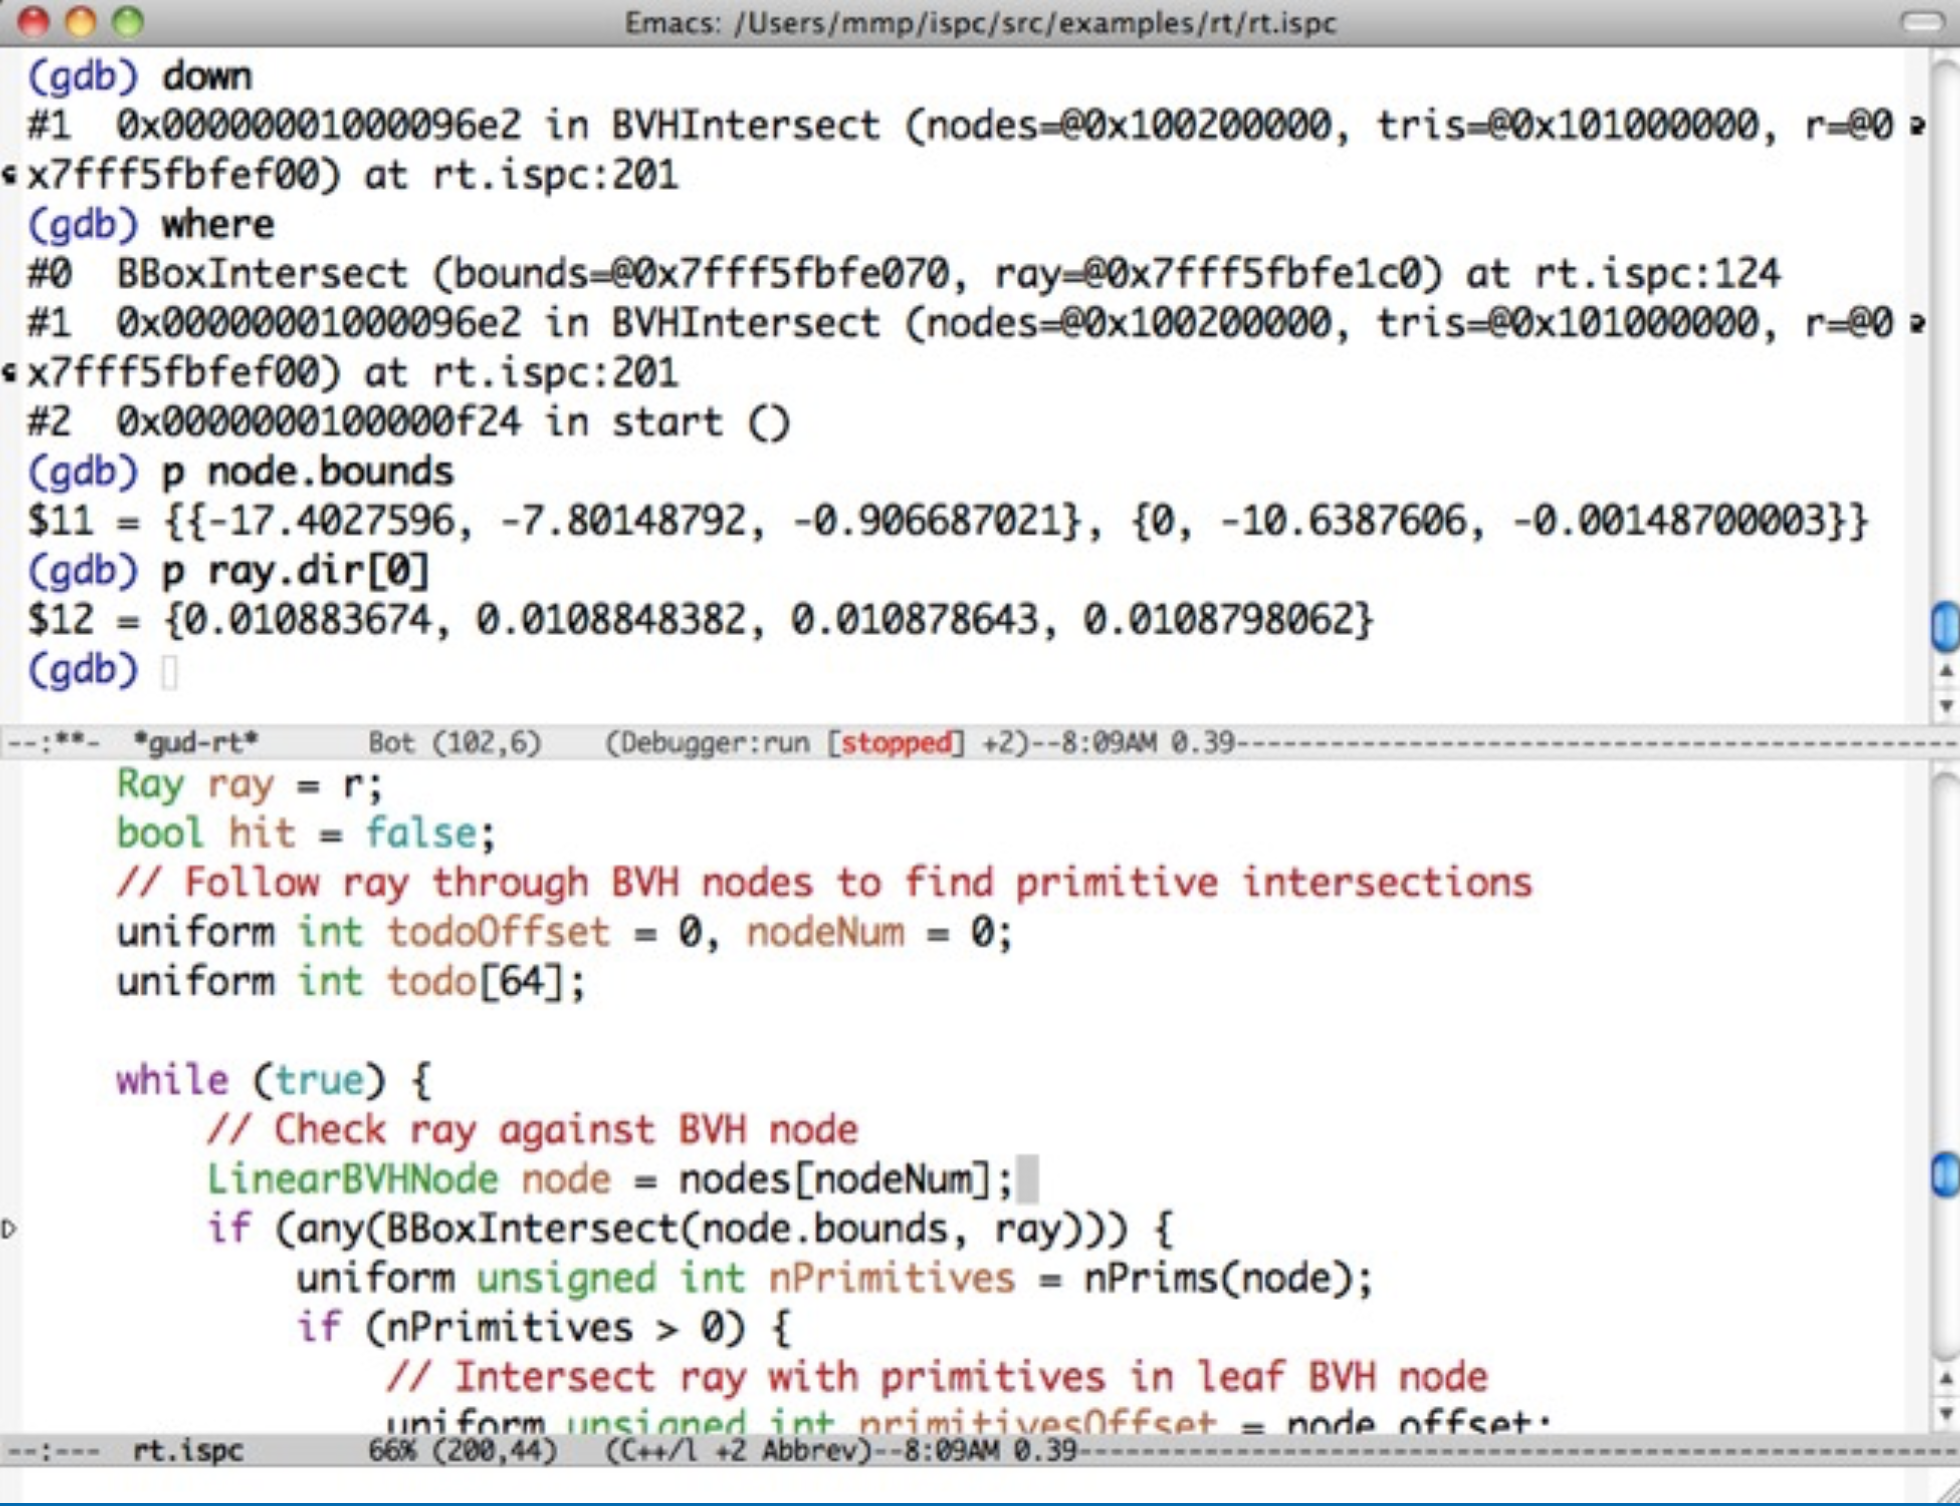 Emacs: /Users/mmp/ispc/src/examples/rt/rt.ispc
(gdb) down
#1  0x00000001000096e2 in BVHIntersect (nodes=@0x100200000, tris=@0x101000000, r=@0
x7fff5fbfef00) at rt.ispc:201
(gdb) where
#0  BBoxIntersect (bounds=@0x7fff5fbfe070, ray=@0x7fff5fbfe1c0) at rt.ispc:124
#1  0x00000001000096e2 in BVHIntersect (nodes=@0x100200000, tris=@0x101000000, r=@0
x7fff5fbfef00) at rt.ispc:201
#2  0x0000000100000f24 in start ()
(gdb) p node.bounds
$11 = {{-17.4027596, -7.80148792, -0.906687021}, {0, -10.6387606, -0.00148700003}}
(gdb) p ray.dir[0]
$12 = {0.010883674, 0.0108848382, 0.010878643, 0.0108798062}
(gdb)
--:**-  *gud-rt*       Bot (102,6)    (Debugger:run [stopped] +2)--8:09AM 0.39----------------------------------------------
    Ray ray = r;
    bool hit = false;
    // Follow ray through BVH nodes to find primitive intersections
    uniform int todoOffset = 0, nodeNum = 0;
    uniform int todo[64];
    while (true) {
        // Check ray against BVH node
        LinearBVHNode node = nodes[nodeNum];
        if (any(BBoxIntersect(node.bounds, ray))) {
            uniform unsigned int nPrimitives = nPrims(node);
            if (nPrimitives > 0) {
                // Intersect ray with primitives in leaf BVH node
                uniform unsigned int primitivesOffset = node.offset;
--:---  rt.ispc        66% (200,44)   (C++/l +2 Abbrev)--8:09AM 0.39--------------------------------------------------------